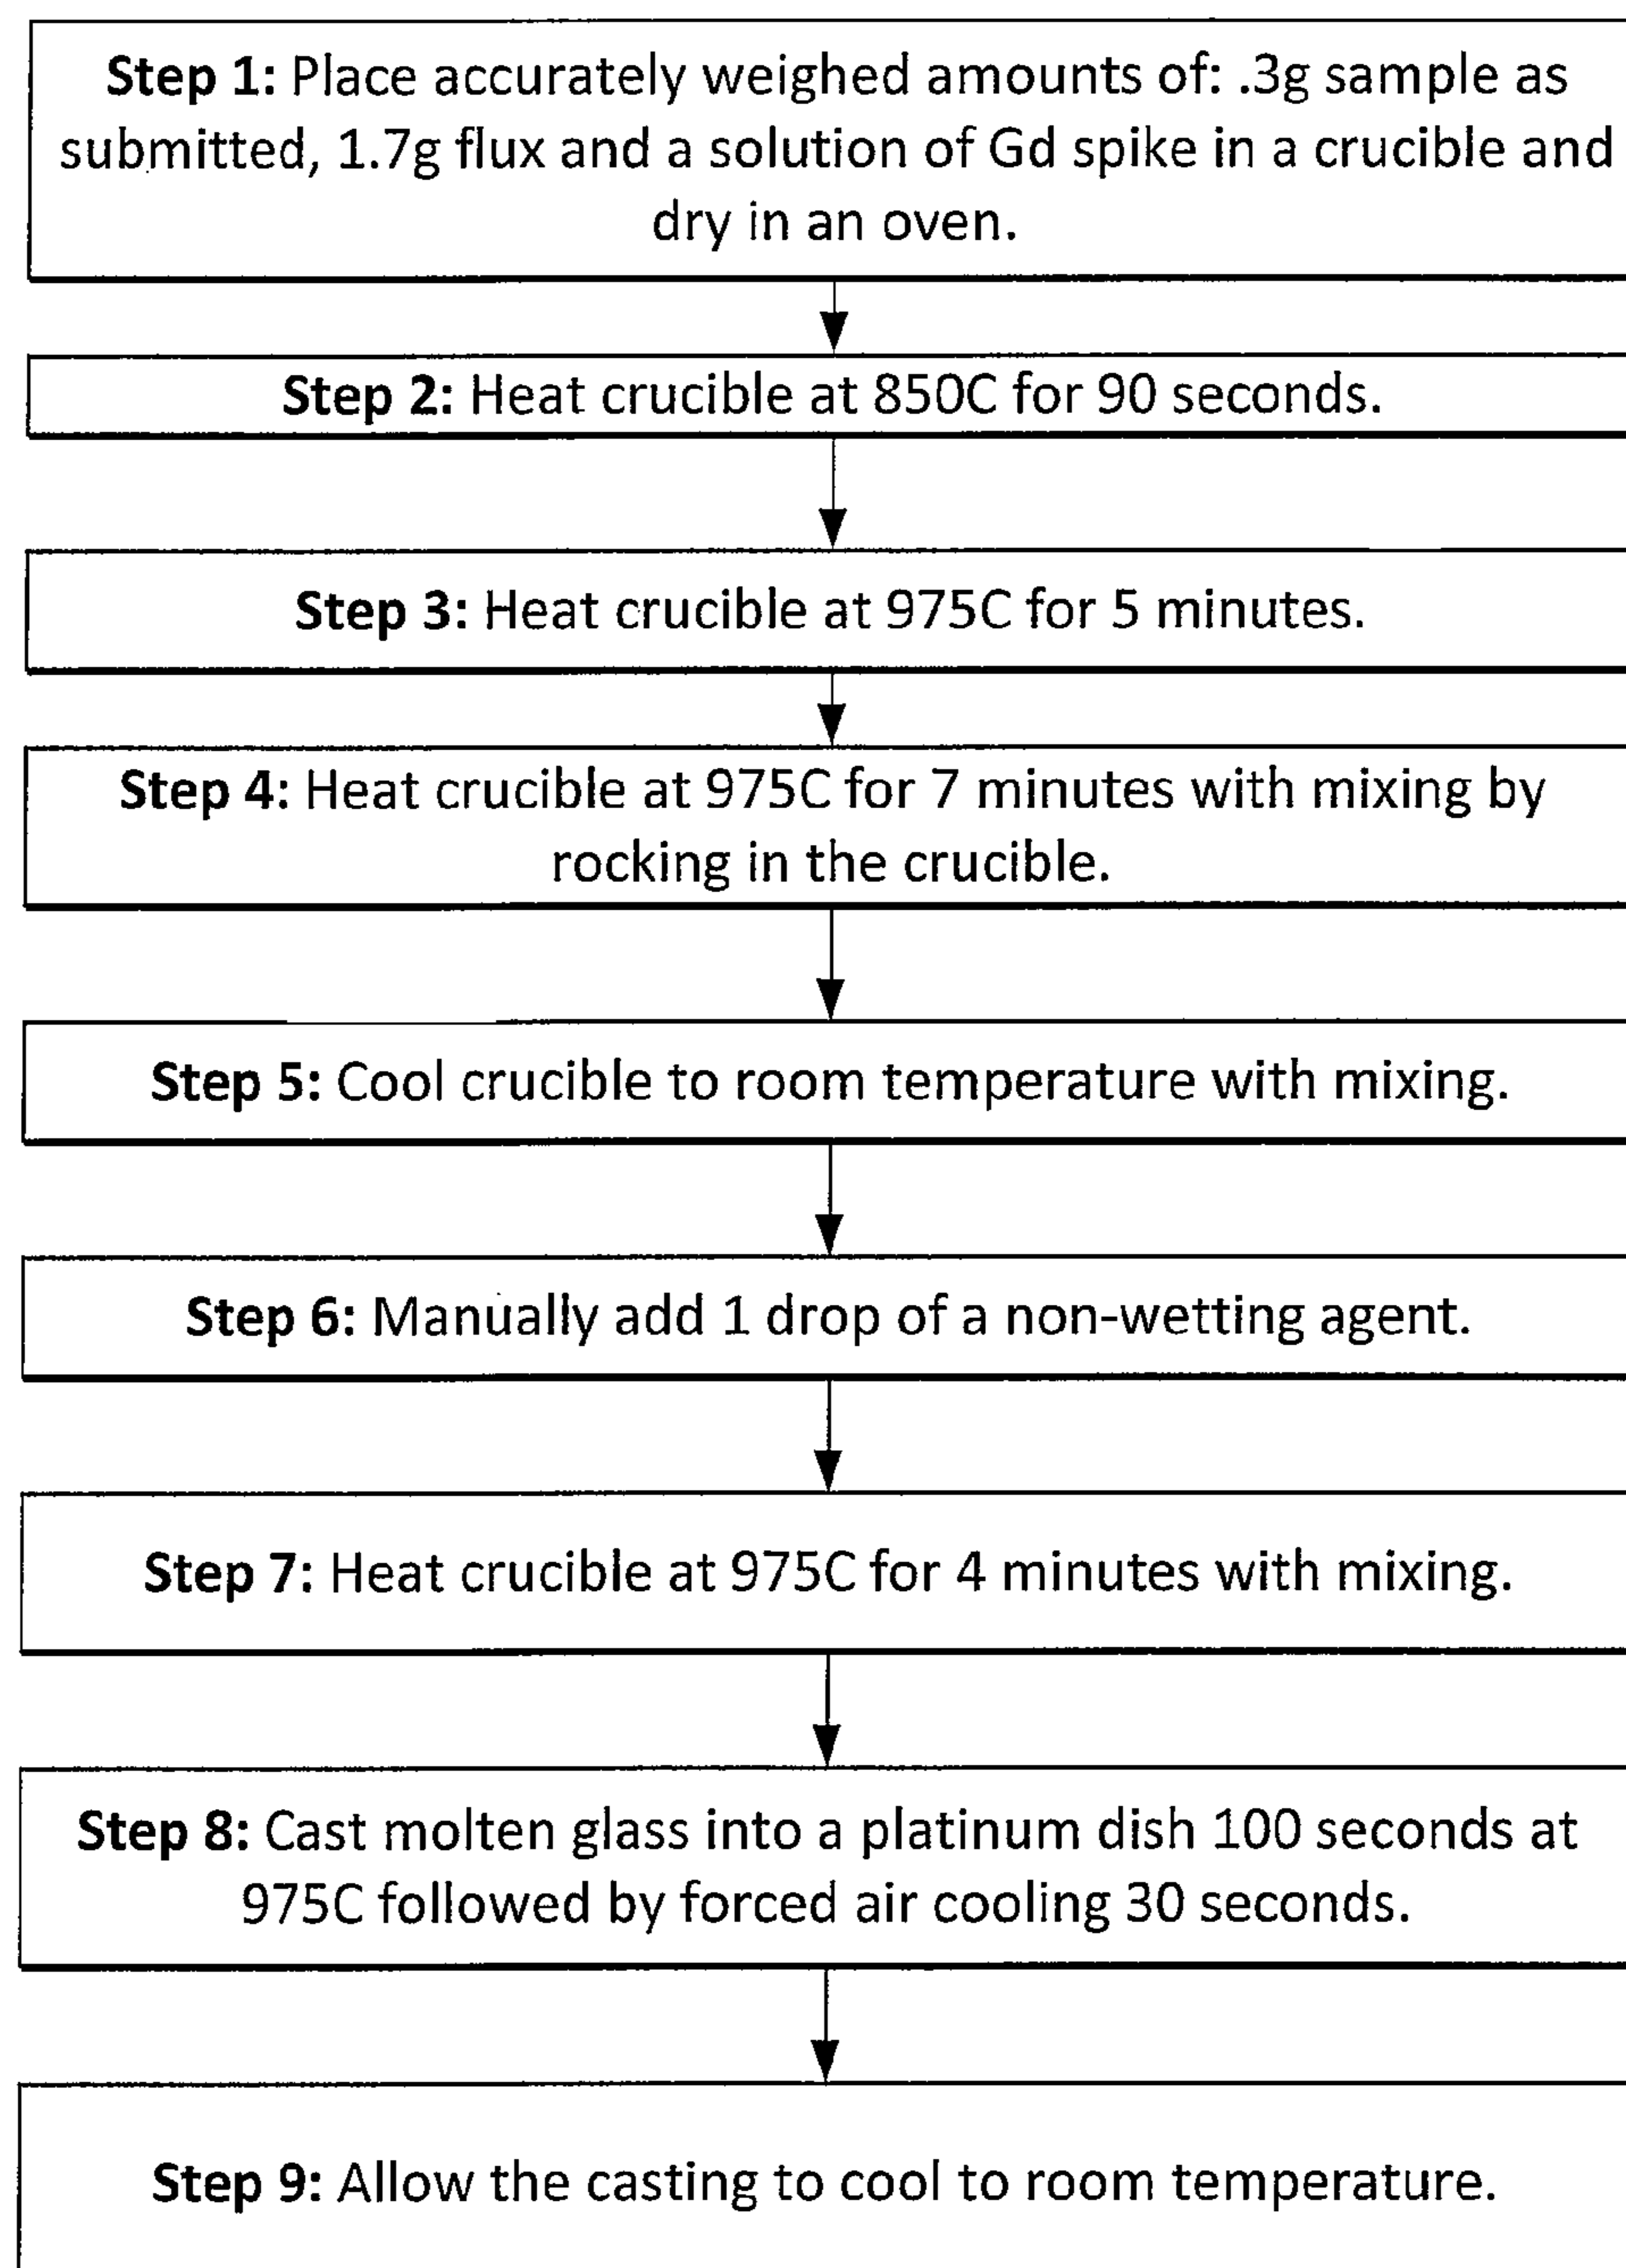 Step 1: Place accurately weighed amounts of: .3g sample as
submitted, 1.7g flux and a solution of Gd spike in a crucible and
dry in an oven.
Step 2: Heat crucible at 850C for 90 seconds.
Step 3: Heat crucible at 975C for 5 minutes.
Step 4: Heat crucible at 975C for 7 minutes with mixing by
rocking in the crucible.
Step 5: Cool crucible to room temperature with mixing.
Step 6: Manually add 1 drop of a non-wetting agent.
Step 7: Heat crucible at 975C for 4 minutes with mixing.
Step 8: Cast molten glass into a platinum dish 100 seconds at
975C followed by forced air cooling 30 seconds.
Step 9: Allow the casting to cool to room temperature.